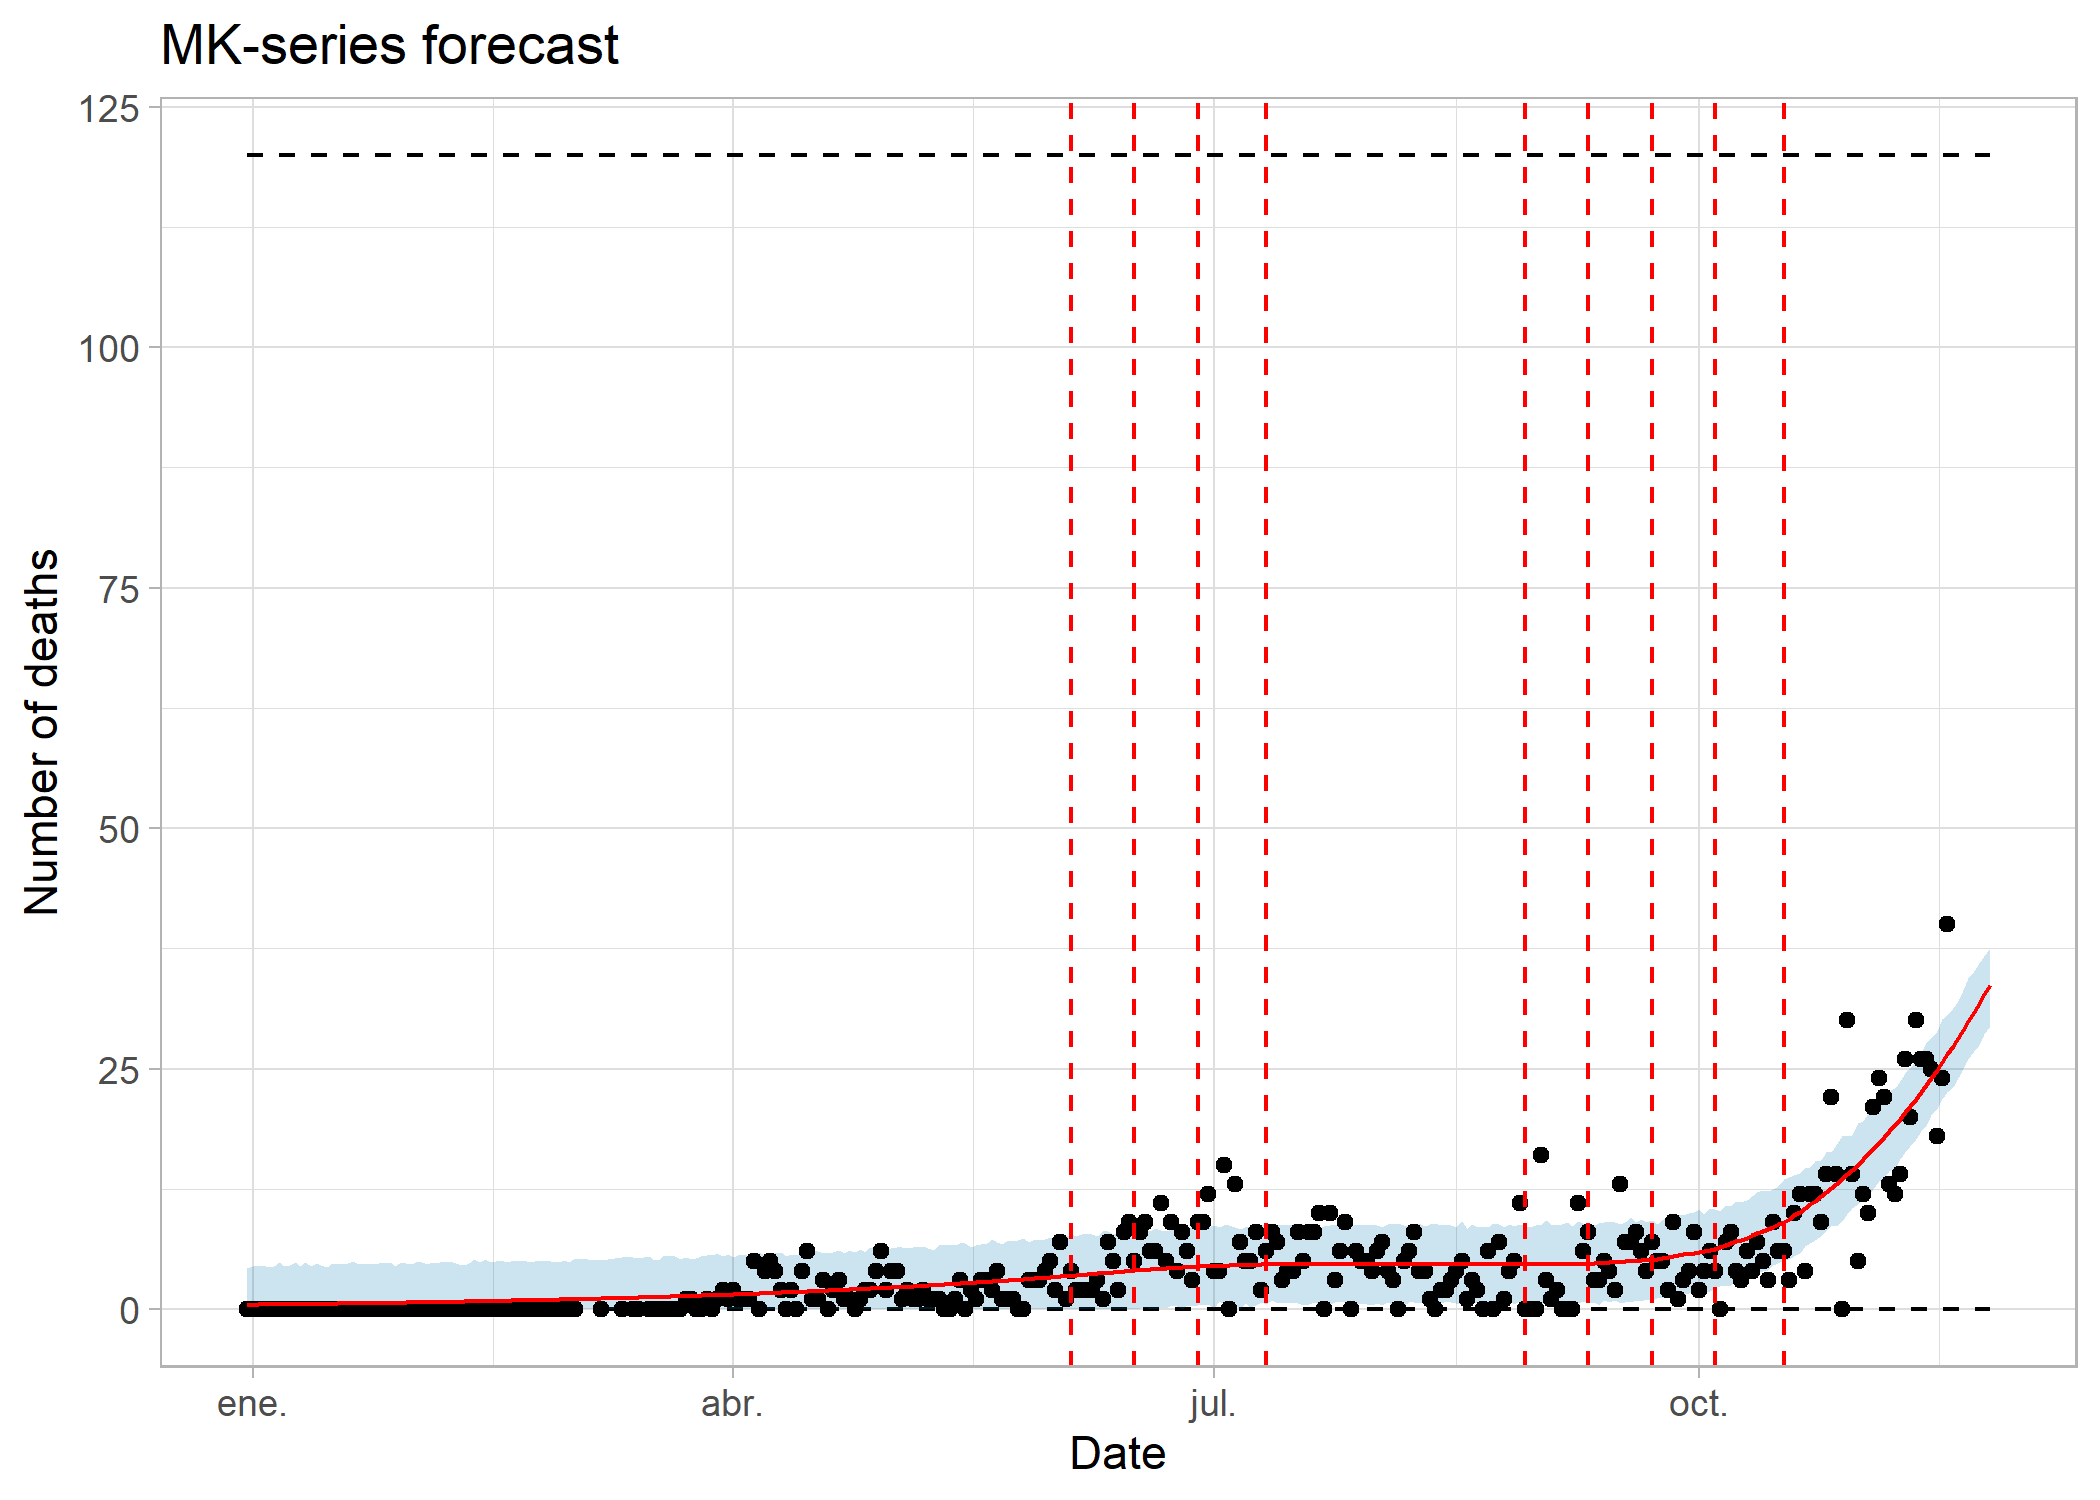 MK-series forecast
125
100
75
50
25
0
Number of deaths
ene.
abr.
jul.
oct.
Date